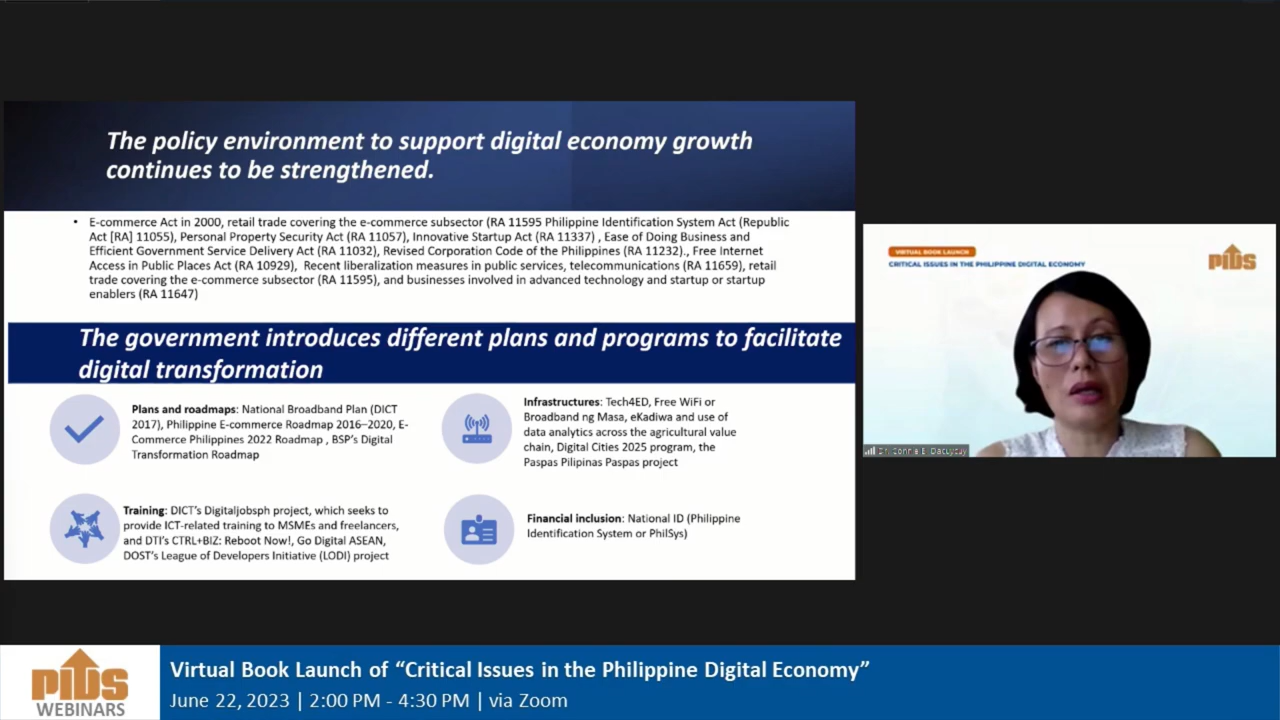 The policy environment to support digital economy growth
continues to be strengthened.
• E-commerce Act in 2000, retail trade covering the e-commerce subsector (RA 11595 Philippine Identification System Act (Republic
Act [RA] 11055), Personal Property Security Act (RA 11057), Innovative Startup Act (RA 11337) , Ease of Doing Business and
Efficient Government Service Delivery Act (RA 11032), Revised Corporation Code of the Philippines (RA 11232)., Free Internet
Access in Public Places Act (RA 10929), Recent liberalization measures in public services, telecommunications (RA 11659), retail
trade covering the e-commerce subsector (RA 11595), and businesses involved in advanced technology and startup or startup
enablers (RA 11647)
The government introduces different plans and programs to facilitate
digital transformation
Plans and roadmaps: National Broadband Plan (DICT
2017), Philippine E-commerce Roadmap 2016–2020, E-
Commerce Philippines 2022 Roadmap , BSP's Digital
Transformation Roadmap
Infrastructures: Tech4ED, Free WiFi or
Broadband ng Masa, eKadiwa and use of
data analytics across the agricultural value
chain, Digital Cities 2025 program, the
Paspas Pilipinas Paspas project
Training: DICT's Digitaljobsph project, which seeks to
provide ICT-related training to MSMEs and freelancers,
and DTI's CTRL+BIZ: Reboot Now!, Go Digital ASEAN,
DOST's League of Developers Initiative (LODI) project
Financial inclusion: National ID (Philippine
Identification System or PhilSys)
VIRTUAL BOOK LAUNCH
CRITICAL ISSUES IN THE PHILIPPINE DIGITAL ECONOMY
PIDS
Dr. Connie B. Dacuycuy
PIDS
WEBINARS
Virtual Book Launch of “Critical Issues in the Philippine Digital Economy”
June 22, 2023 | 2:00 PM - 4:30 PM | via Zoom